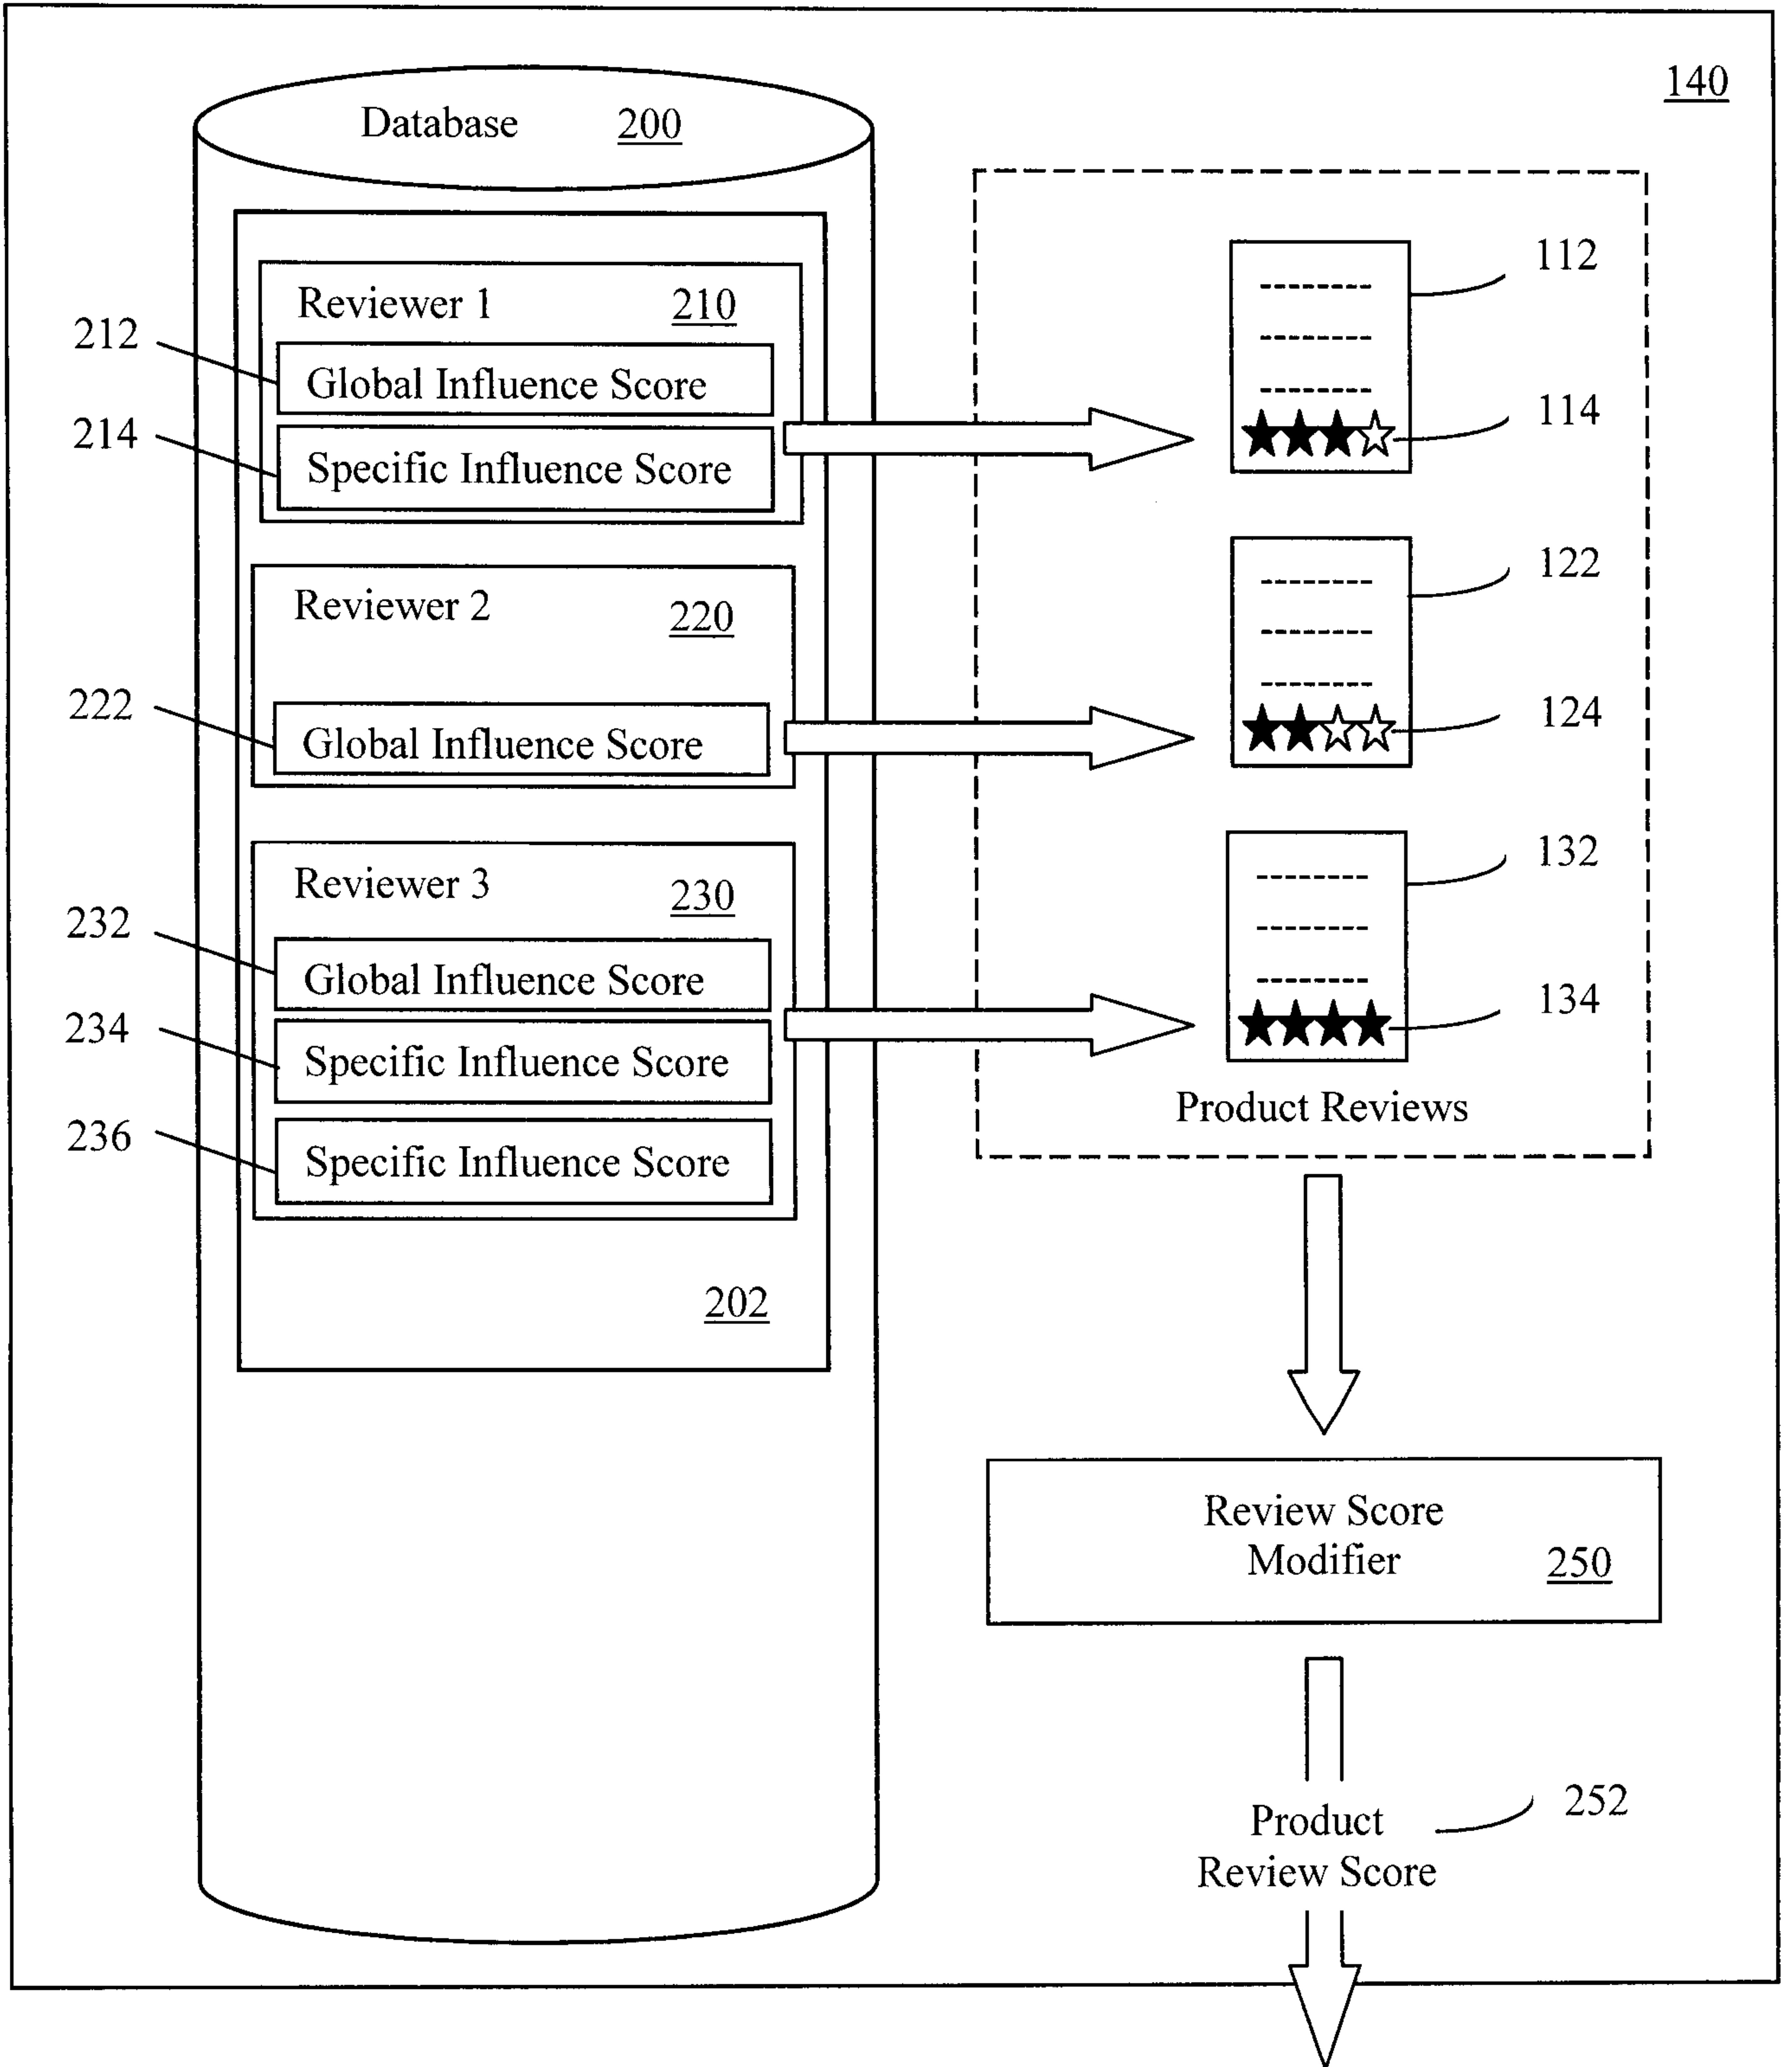 140
Database 200
Reviewer 1 210
212
Global Influence Score
214
Specific Influence Score
Reviewer 2 220
222
Global Influence Score
Reviewer 3 230
232
Global Influence Score
234
Specific Influence Score
236
Specific Influence Score
202
112
114
122
124
132
134
Product Reviews
Review Score
Modifier 250
Product
Review Score
252